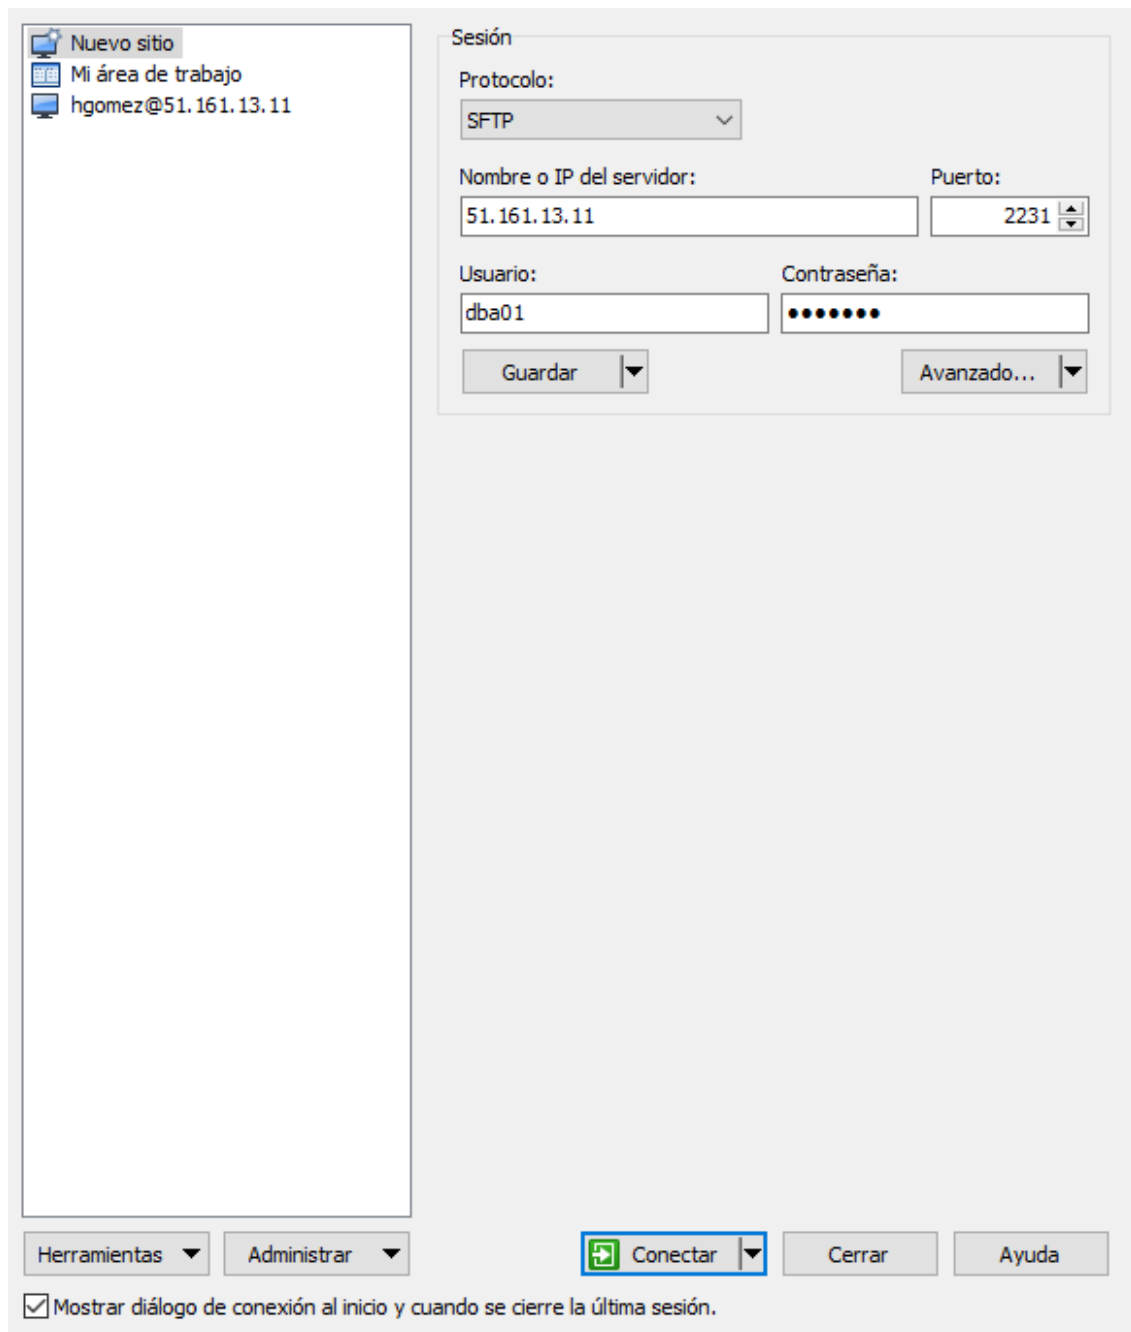 Nuevo sitio
Mi área de trabajo
hgomez@51.161.13.11
Sesión
Protocolo:
SFTP
Nombre o IP del servidor: Puerto:
51.161.13.11 2231
Usuario: Contraseña:
dba01 •••••••
Guardar Avanzado...
Herramientas Administrar Conectar Cerrar Ayuda
Mostrar diálogo de conexión al inicio y cuando se cierre la última sesión.